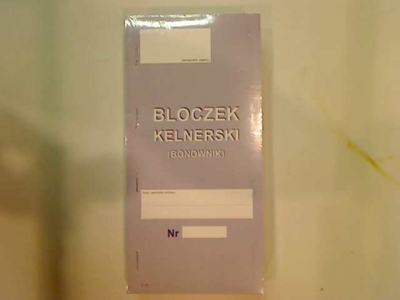 BLOCZEK
KELNERSKI
(BONOWNIK)
Nr